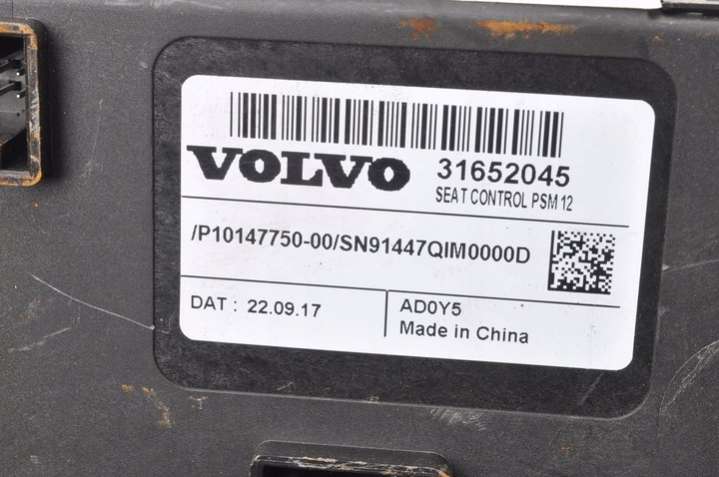 VOLVO 31652045
SEAT CONTROL PSM 12
/P10147750-00/SN91447QIM0000D
DAT : 22.09.17
AD0Y5
Made in China